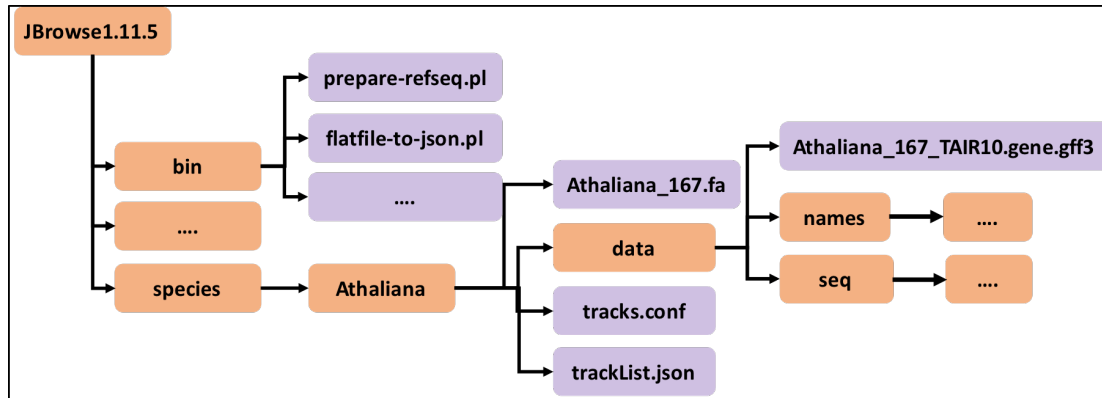 JBrowse1.11.5
prepare-refseq.pl
flatfile-to-json.pl
....
bin
....
species
Athaliana
Athaliana_167.fa
data
tracks.conf
trackList.json
Athaliana_167_TAIR10.gene.gff3
names
....
seq
....